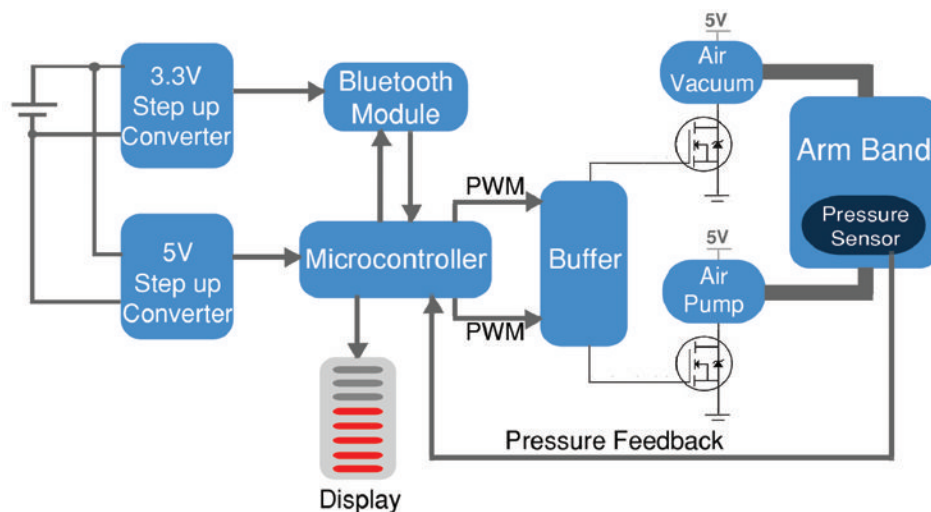 3.3V
Step up
Converter
Bluetooth
Module
5V
Air
Vacuum
Arm Band
Pressure
Sensor
PWM
5V
Step up
Converter
Microcontroller
Buffer
5V
Air
Pump
PWM
Pressure Feedback
Display